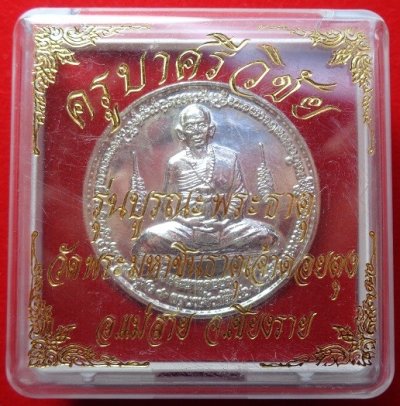 ครูบาศรีวิชัย
รุ่นบูรณะพระธาตุ
วัดพระมหาชินธาตุเจ้าดอยตุง
อ.แม่สาย จ.เชียงราย